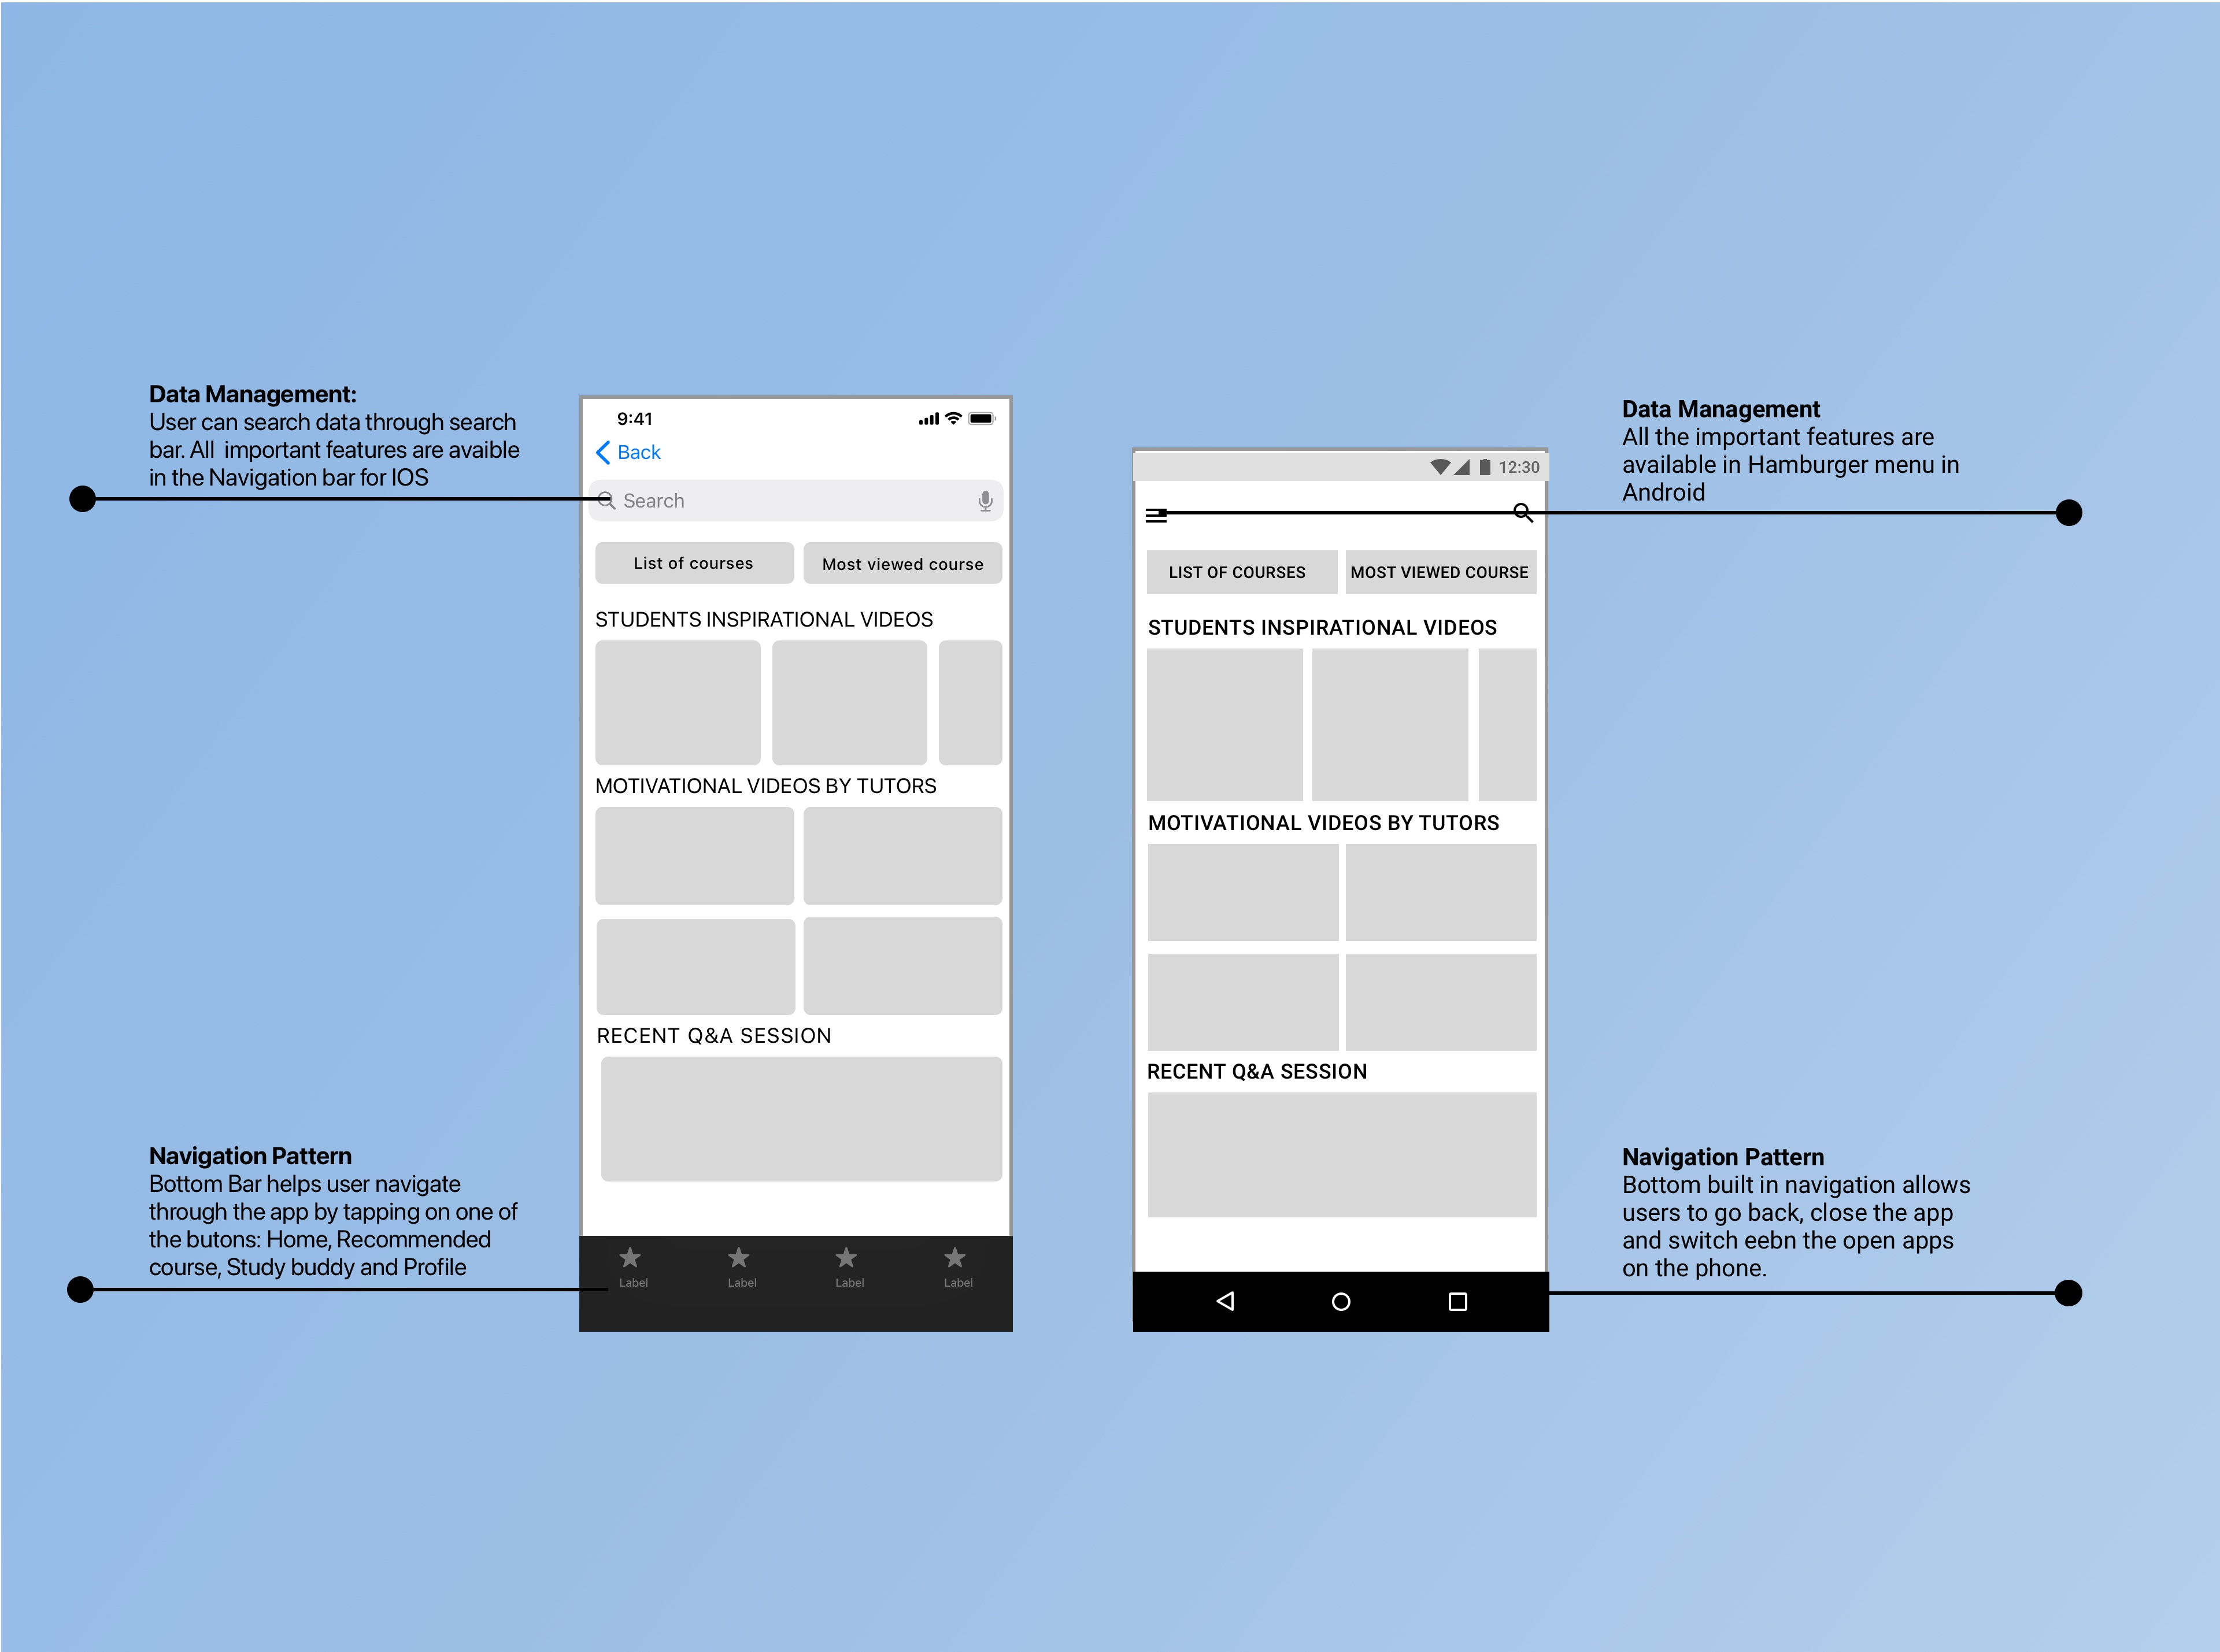 Data Management:
User can search data through search
bar. All  important features are avaible
in the Navigation bar for IOS
Navigation Pattern
Bottom Bar helps user navigate
through the app by tapping on one of
the butons: Home, Recommended
course, Study buddy and Profile
9:41
Back
Search
List of courses
Most viewed course
STUDENTS INSPIRATIONAL VIDEOS
MOTIVATIONAL VIDEOS BY TUTORS
RECENT Q&A SESSION
Label
Label
Label
Label
12:30
LIST OF COURSES
MOST VIEWED COURSE
STUDENTS INSPIRATIONAL VIDEOS
MOTIVATIONAL VIDEOS BY TUTORS
RECENT Q&A SESSION
Data Management
All the important features are
available in Hamburger menu in
Android
Navigation Pattern
Bottom built in navigation allows
users to go back, close the app
and switch eebn the open apps
on the phone.